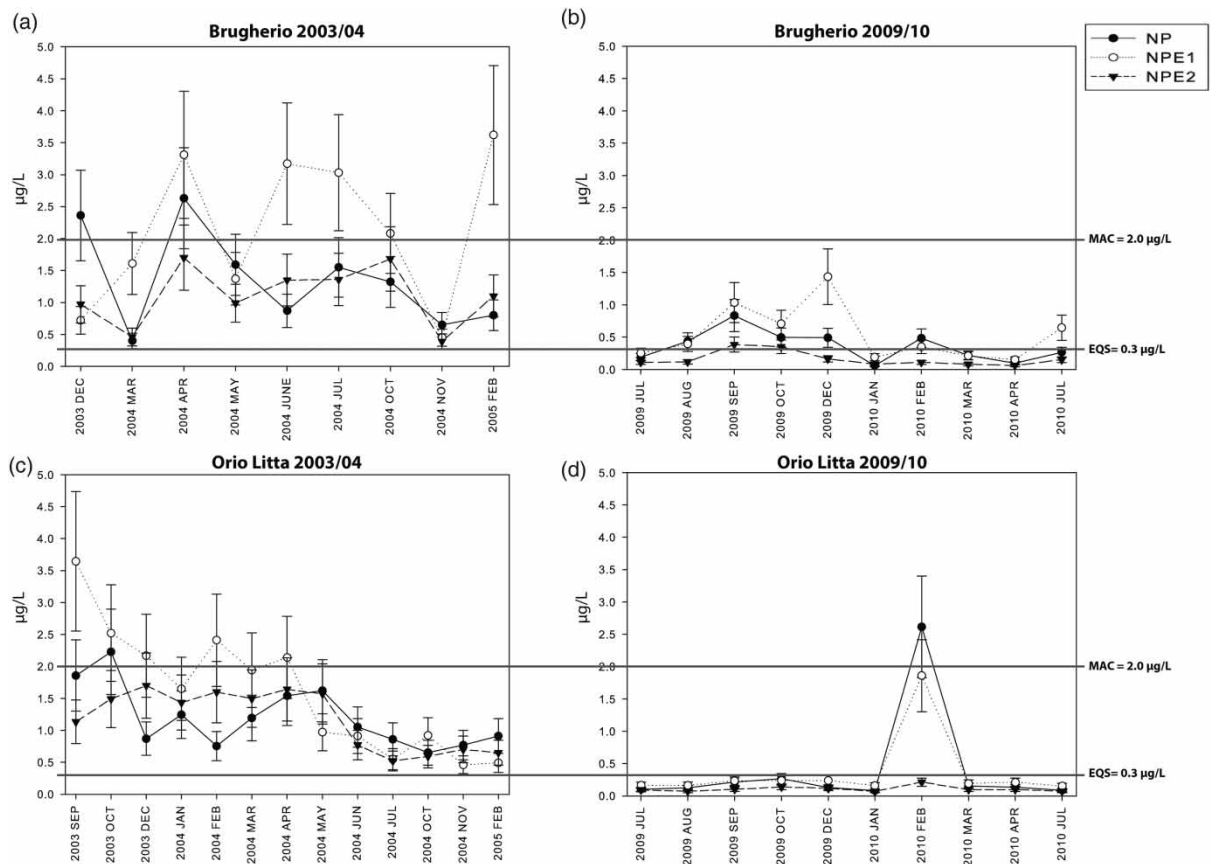 (a)
Brugherio 2003/04
5.0
4.5
4.0
3.5
3.0
2.5
2.0
1.5
1.0
0.5
0.0
µg/L
2003 DEC
2004 MAR
2004 APR
2004 MAY
2004 JUNE
2004 JUL
2004 OCT
2004 NOV
2005 FEB
(b)
Brugherio 2009/10
5.0
4.5
4.0
3.5
3.0
2.5
2.0
1.5
1.0
0.5
0.0
µg/L
2009 JUL
2009 AUG
2009 SEP
2009 OCT
2009 DEC
2010 JAN
2010 FEB
2010 MAR
2010 APR
2010 JUL
NP
NPE1
NPE2
MAC = 2.0 µg/L
EQS= 0.3 µg/L
(c)
Orio Litta 2003/04
5.0
4.5
4.0
3.5
3.0
2.5
2.0
1.5
1.0
0.5
0.0
µg/L
2003 SEP
2003 OCT
2003 DEC
2004 JAN
2004 FEB
2004 MAR
2004 APR
2004 MAY
2004 JUN
2004 JUL
2004 OCT
2004 NOV
2005 FEB
(d)
Orio Litta 2009/10
5.0
4.5
4.0
3.5
3.0
2.5
2.0
1.5
1.0
0.5
0.0
µg/L
2009 JUL
2009 AUG
2009 SEP
2009 OCT
2009 DEC
2010 JAN
2010 FEB
2010 MAR
2010 APR
2010 JUL
MAC = 2.0 µg/L
EQS= 0.3 µg/L